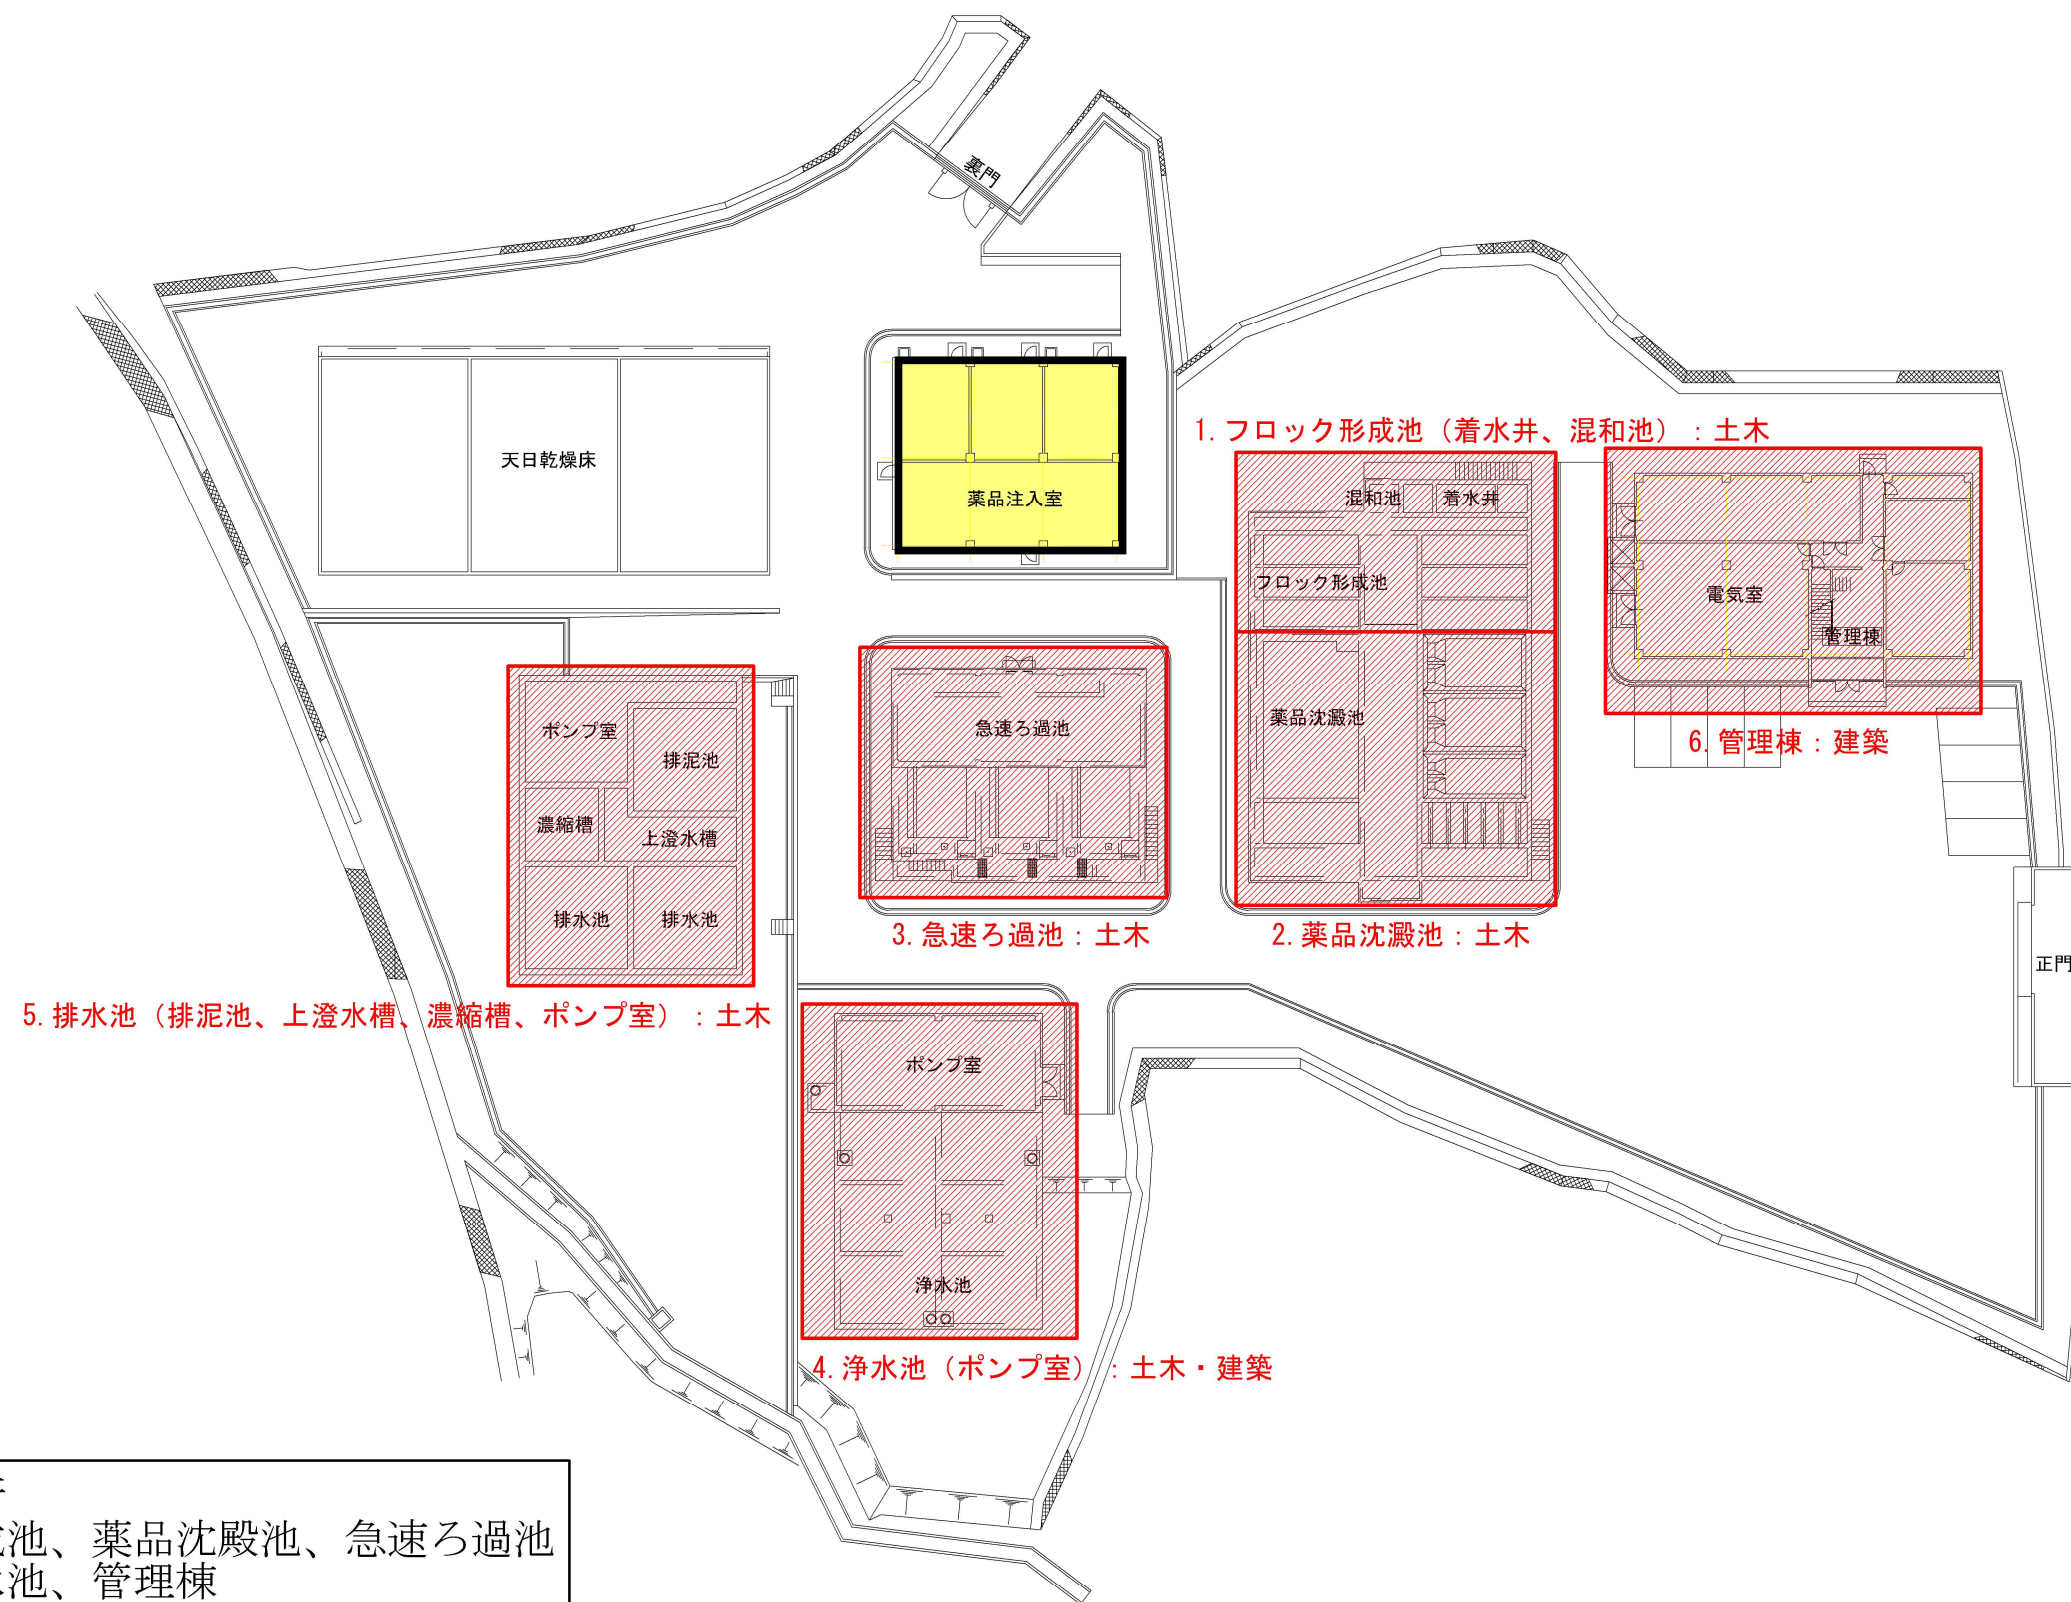 裏門
1.フロック形成池（着水井、混和池）：土木
天日乾燥床
薬品注入室
混和池
着水井
フロック形成池
電気室
管理棟
薬品沈澱池
急速ろ過池
ポンプ室
排泥池
6.管理棟：建築
濃縮槽
上澄水槽
排水池
排水池
3.急速ろ過池：土木
2.薬品沈澱池：土木
正門
5.排水池（排泥池、上澄水槽、濃縮槽、ポンプ室）：土木
ポンプ室
浄水池
4.浄水池（ポンプ室）：土木・建築
池、薬品沈殿池、急速ろ過池
池、管理棟